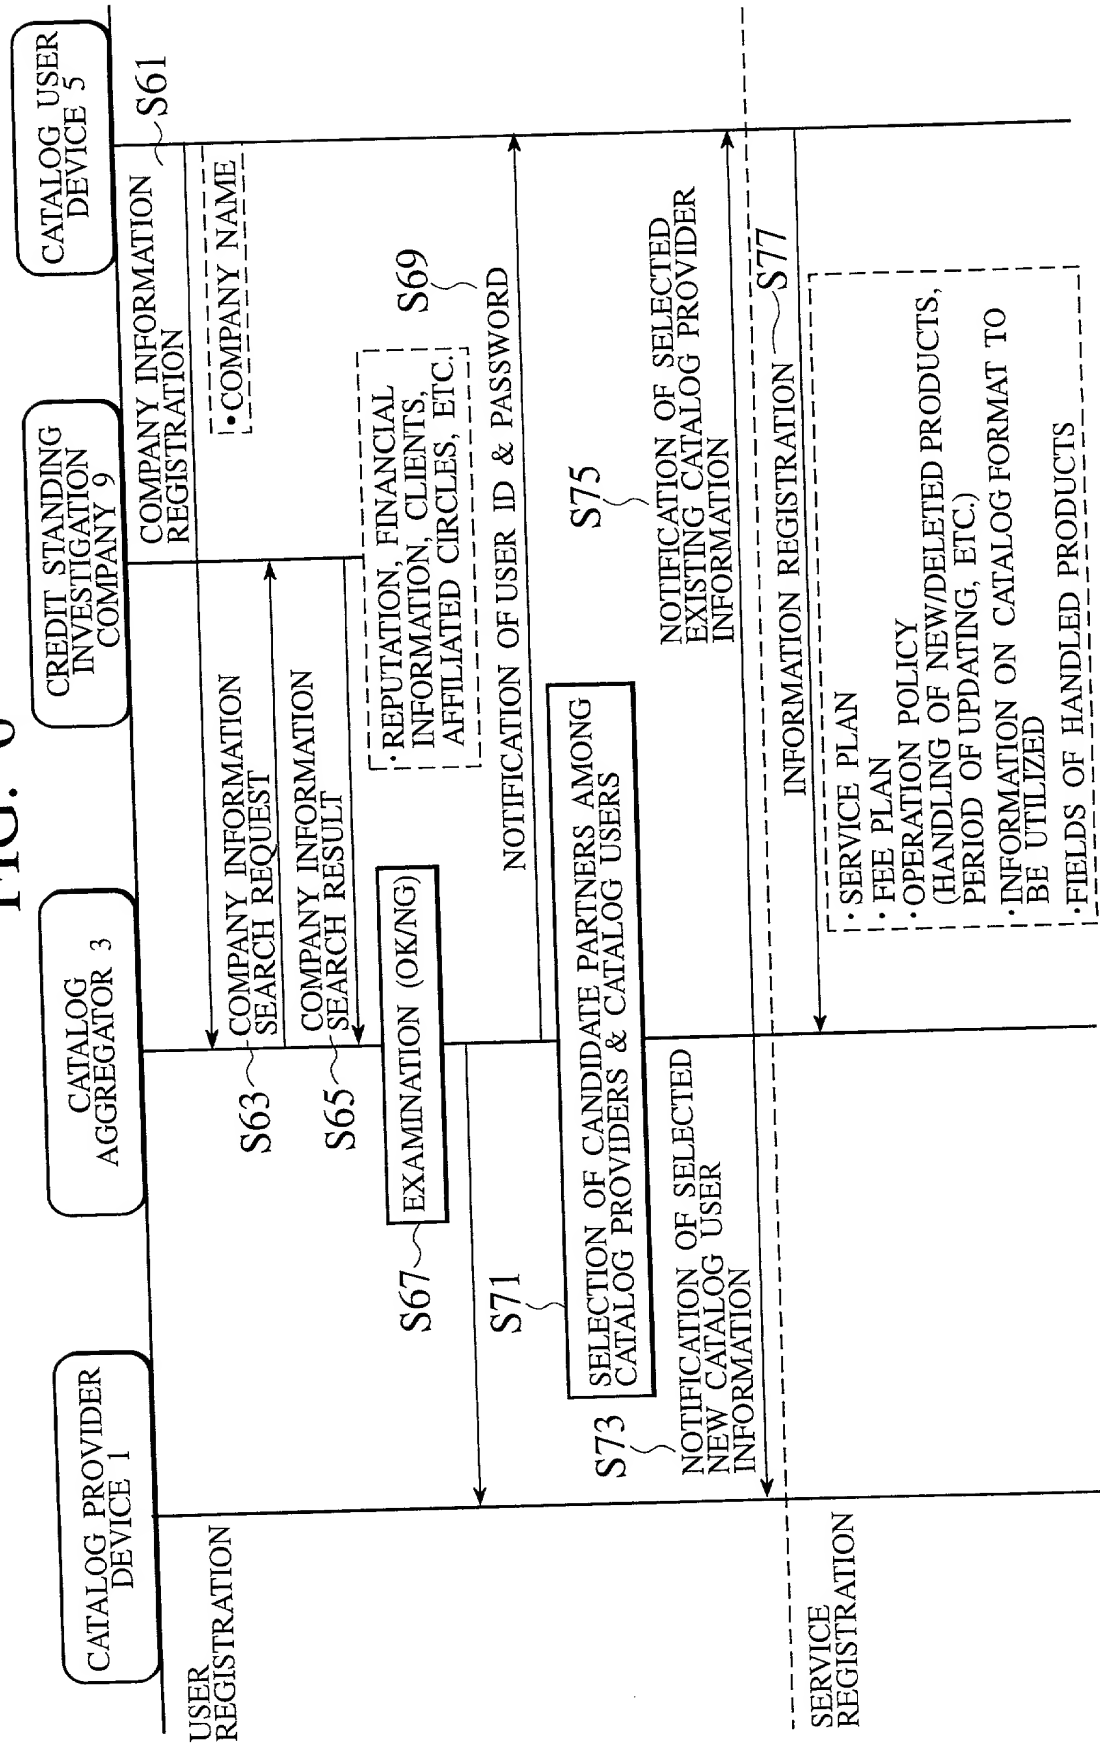 FIG. 6
CATALOG PROVIDER
DEVICE 1
CATALOG
AGGREGATOR 3
CREDIT STANDING
INVESTIGATION
COMPANY 9
CATALOG USER
DEVICE 5
USER
REGISTRATION
COMPANY INFORMATION
REGISTRATION
S61
·COMPANY NAME
S63
COMPANY INFORMATION
SEARCH REQUEST
S65
COMPANY INFORMATION
SEARCH RESULT
·REPUTATION, FINANCIAL
INFORMATION, CLIENTS,
AFFILIATED CIRCLES, ETC.
S67
EXAMINATION (OK/NG)
S69
NOTIFICATION OF USER ID & PASSWORD
S71
SELECTION OF CANDIDATE PARTNERS AMONG
CATALOG PROVIDERS & CATALOG USERS
S73
NOTIFICATION OF SELECTED
NEW CATALOG USER
INFORMATION
S75
NOTIFICATION OF SELECTED
EXISTING CATALOG PROVIDER
INFORMATION
SERVICE
REGISTRATION
INFORMATION REGISTRATION
S77
·SERVICE PLAN
·FEE PLAN
·OPERATION POLICY
(HANDLING OF NEW/DELETED PRODUCTS,
PERIOD OF UPDATING, ETC.)
·INFORMATION ON CATALOG FORMAT TO
BE UTILIZED
·FIELDS OF HANDLED PRODUCTS